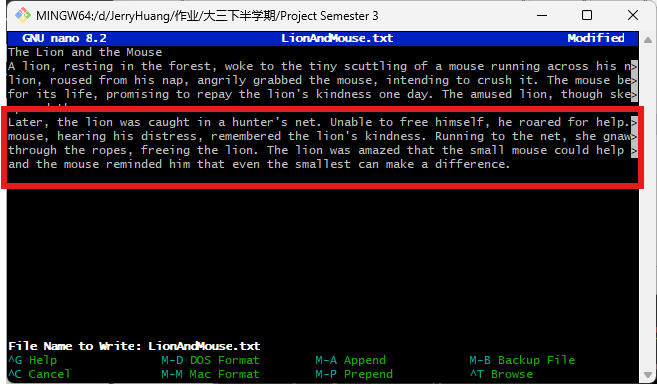 MINGW64:/d/JerryHuang/作业/大三下半学期/Project Semester 3
GNU nano 8.2 LionAndMouse.txt Modified
The Lion and the Mouse
A lion, resting in the forest, woke to the tiny scuttling of a mouse running across his n>
lion, roused from his nap, angrily grabbed the mouse, intending to crush it. The mouse be>
for its life, promising to repay the lion's kindness one day. The amused lion, though ske>
Later, the lion was caught in a hunter's net. Unable to free himself, he roared for help.>
mouse, hearing his distress, remembered the lion's kindness. Running to the net, she gnaw>
through the ropes, freeing the lion. The lion was amazed that the small mouse could help >
and the mouse reminded him that even the smallest can make a difference.
File Name to Write: LionAndMouse.txt
^G Help M-D DOS Format M-A Append M-B Backup File
^C Cancel M-M Mac Format M-P Prepend ^T Browse